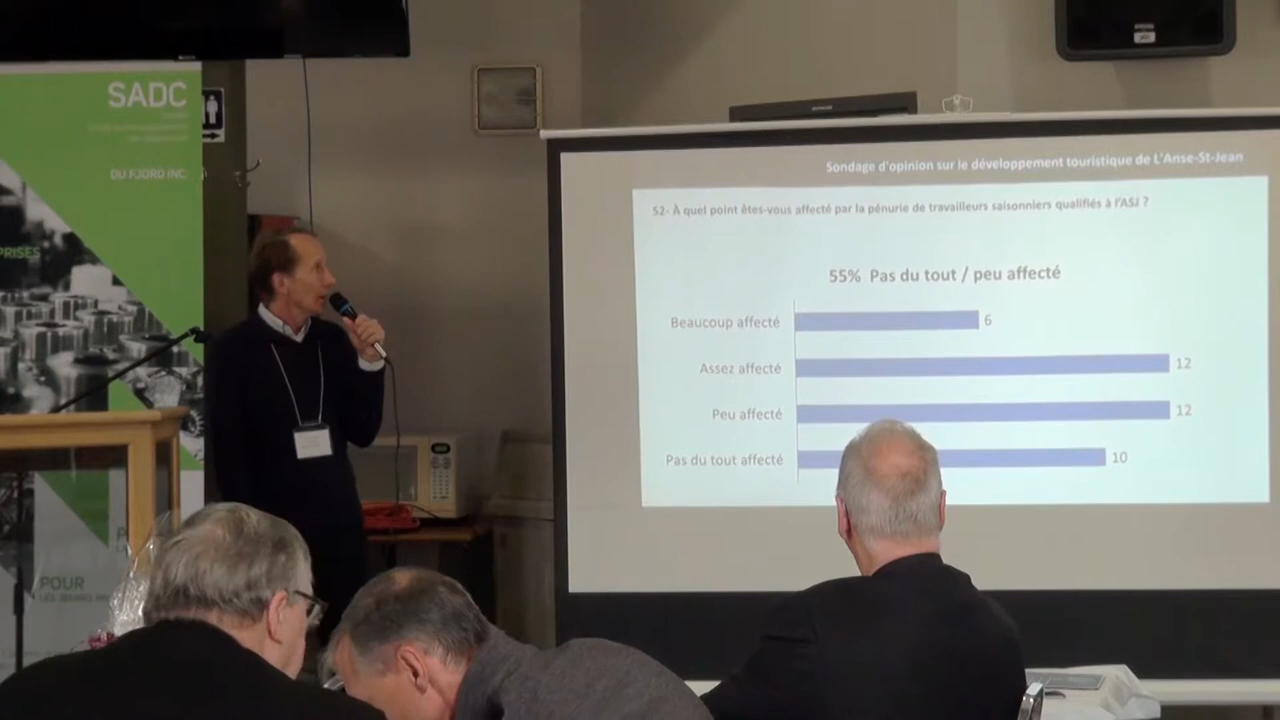 SADC
DU FJORD INC.
PRISES
POUR
Sondage d'opinion sur le développement touristique de L'Anse-St-Jean
52- À quel point êtes-vous affecté par la pénurie de travailleurs saisonniers qualifiés à l'ASJ ?
55% Pas du tout / peu affecté
Beaucoup affecté 6
Assez affecté 12
Peu affecté 12
Pas du tout affecté 10